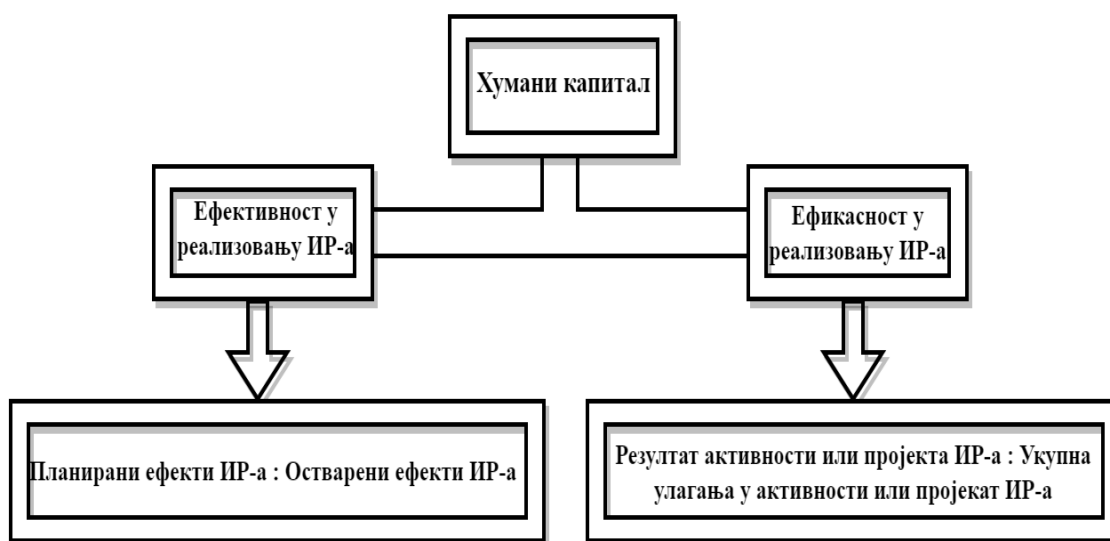 Хумани капитал
Ефективност у
реализовању ИР-а
Ефикасност у
реализовању ИР-а
Планирани ефекти ИР-а : Остварени ефекти ИР-а
Резултат активности или пројекта ИР-а : Укупна
улагања у активности или пројекат ИР-а